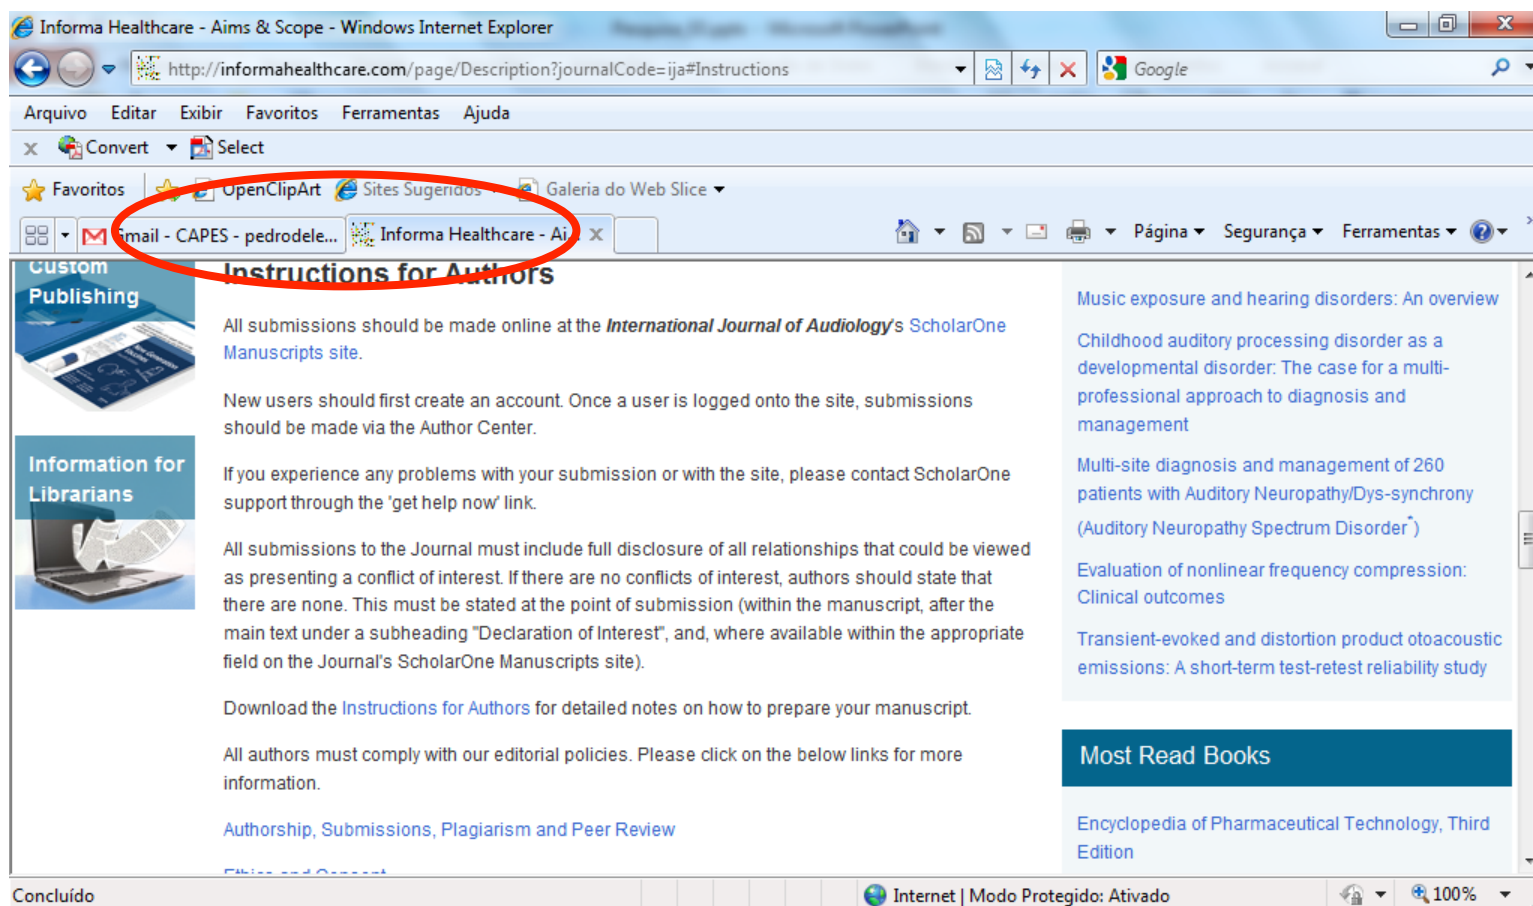 Informa Healthcare - Aims & Scope - Windows Internet Explorer
http://informahealthcare.com/page/Description?journalCode=ija#Instructions
Google
Arquivo Editar Exibir Favoritos Ferramentas Ajuda
x Convert Select
Favoritos OpenClipArt Sites Sugeridos Galeria do Web Slice
Gmail - CAPES - pedrodele... Informa Healthcare - Ai... x
Página Segurança Ferramentas
Custom
Publishing
Information for
Librarians
Instructions for Authors
All submissions should be made online at the International Journal of Audiology's ScholarOne
Manuscripts site.
New users should first create an account. Once a user is logged onto the site, submissions
should be made via the Author Center.
If you experience any problems with your submission or with the site, please contact ScholarOne
support through the 'get help now' link.
All submissions to the Journal must include full disclosure of all relationships that could be viewed
as presenting a conflict of interest. If there are no conflicts of interest, authors should state that
there are none. This must be stated at the point of submission (within the manuscript, after the
main text under a subheading "Declaration of Interest", and, where available within the appropriate
field on the Journal's ScholarOne Manuscripts site).
Download the Instructions for Authors for detailed notes on how to prepare your manuscript.
All authors must comply with our editorial policies. Please click on the below links for more
information.
Authorship, Submissions, Plagiarism and Peer Review
Ethics and Consent
Music exposure and hearing disorders: An overview
Childhood auditory processing disorder as a
developmental disorder: The case for a multi-
professional approach to diagnosis and
management
Multi-site diagnosis and management of 260
patients with Auditory Neuropathy/Dys-synchrony
(Auditory Neuropathy Spectrum Disorder*)
Evaluation of nonlinear frequency compression:
Clinical outcomes
Transient-evoked and distortion product otoacoustic
emissions: A short-term test-retest reliability study
Most Read Books
Encyclopedia of Pharmaceutical Technology, Third
Edition
Concluído
Internet | Modo Protegido: Ativado
100%